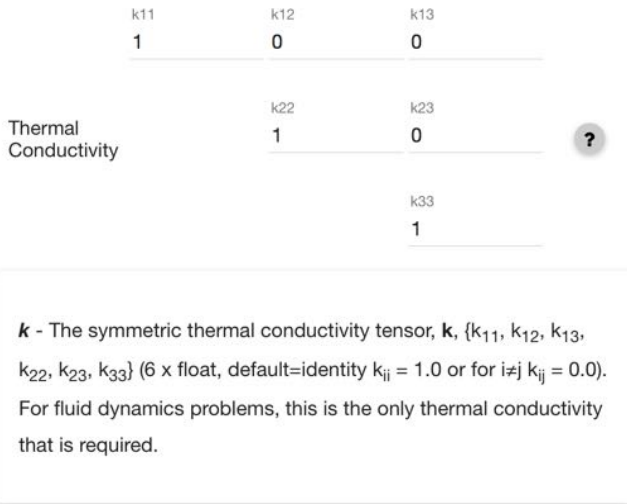 k11 k12 k13
1 0 0
k22 k23
Thermal Conductivity 1 0 ?
k33
1
k - The symmetric thermal conductivity tensor, k, {k₁₁, k₁₂, k₁₃,
k₂₂, k₂₃, k₃₃} (6 x float, default=identity kᵢᵢ = 1.0 or for i≠j kᵢⱼ = 0.0).
For fluid dynamics problems, this is the only thermal conductivity
that is required.